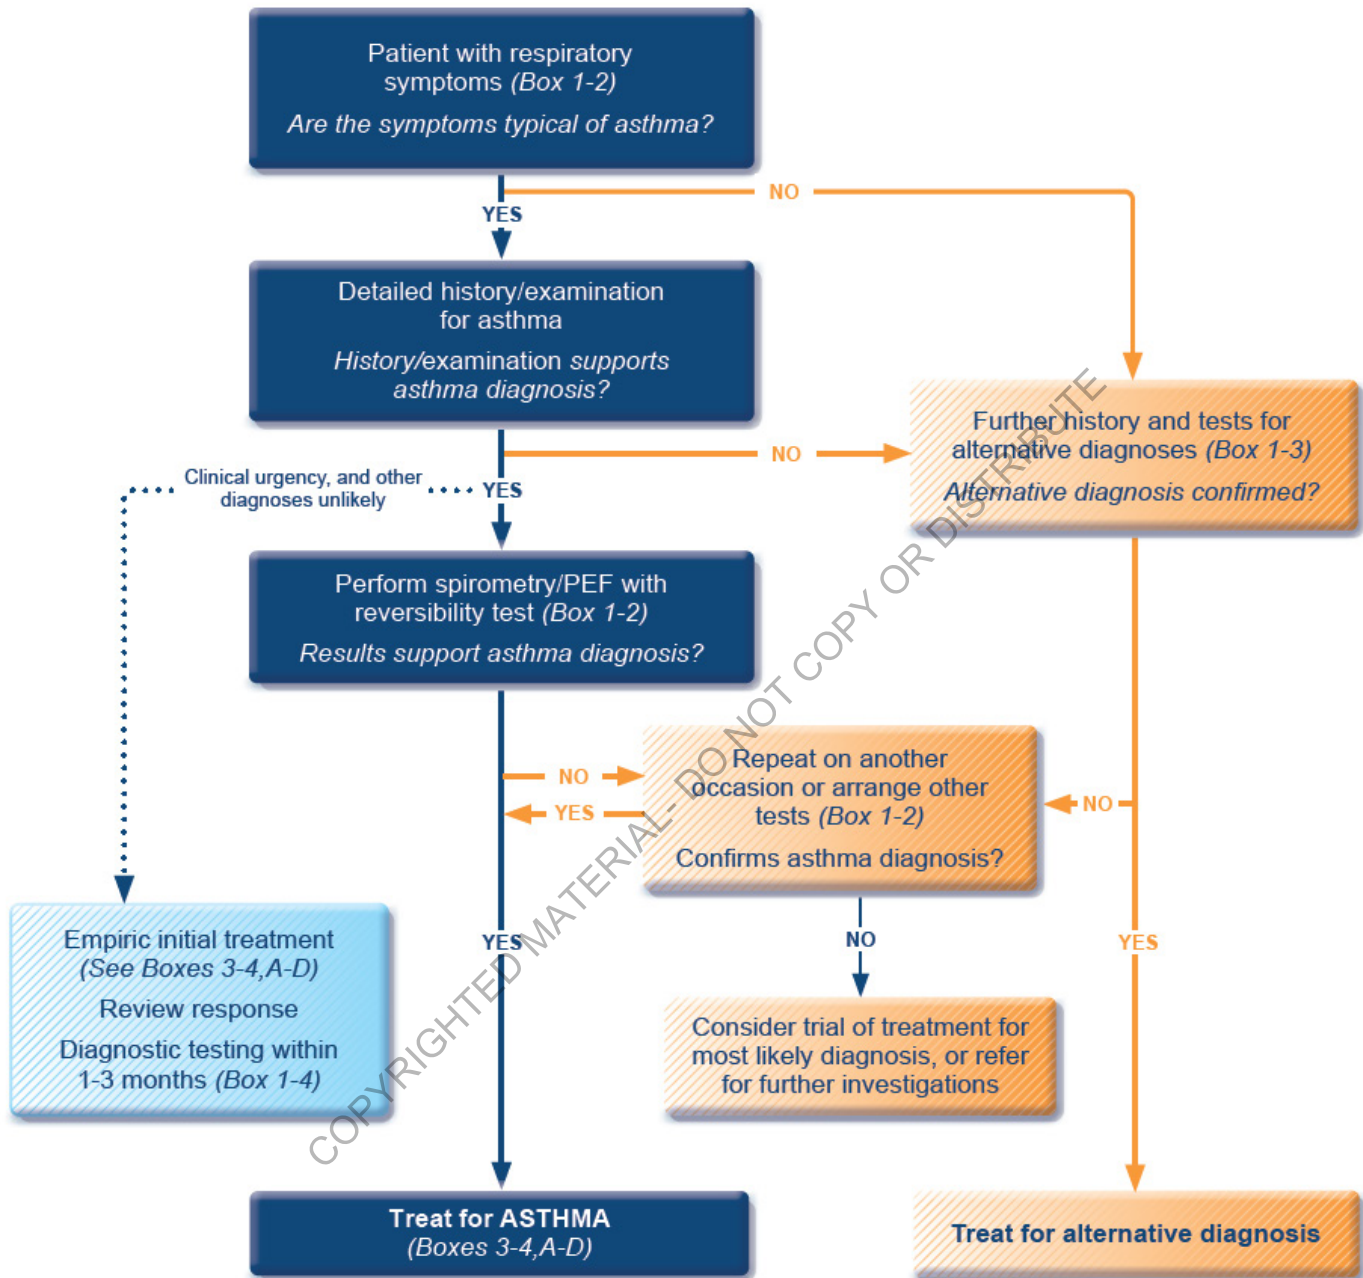 Patient with respiratory
symptoms (Box 1-2)
Are the symptoms typical of asthma?
NO
YES
Detailed history/examination
for asthma
History/examination supports
asthma diagnosis?
NO
Further history and tests for
alternative diagnoses (Box 1-3)
Alternative diagnosis confirmed?
Clinical urgency, and other
diagnoses unlikely
YES
Perform spirometry/PEF with
reversibility test (Box 1-2)
Results support asthma diagnosis?
NO
YES
Repeat on another
occasion or arrange other
tests (Box 1-2)
Confirms asthma diagnosis?
NO
Empiric initial treatment
(See Boxes 3-4,A-D)
Review response
Diagnostic testing within
1-3 months (Box 1-4)
YES
NO
YES
Consider trial of treatment for
most likely diagnosis, or refer
for further investigations
Treat for ASTHMA
(Boxes 3-4,A-D)
Treat for alternative diagnosis
COPYRIGHTED MATERIAL- DO NOT COPY OR DISTRIBUTE